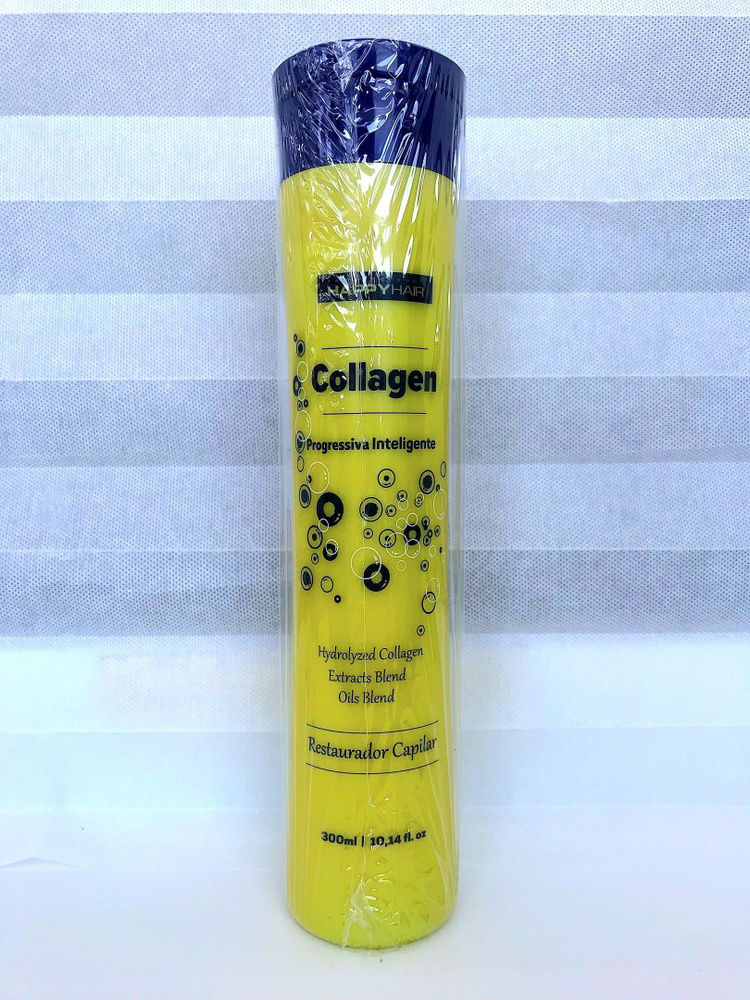 HAPPYHAIR
Collagen
Progressiva Inteligente
Hydrolyzed Collagen
Extracts Blend
Oils Blend
Restaurador Capilar
300ml | 10,14 fl. oz